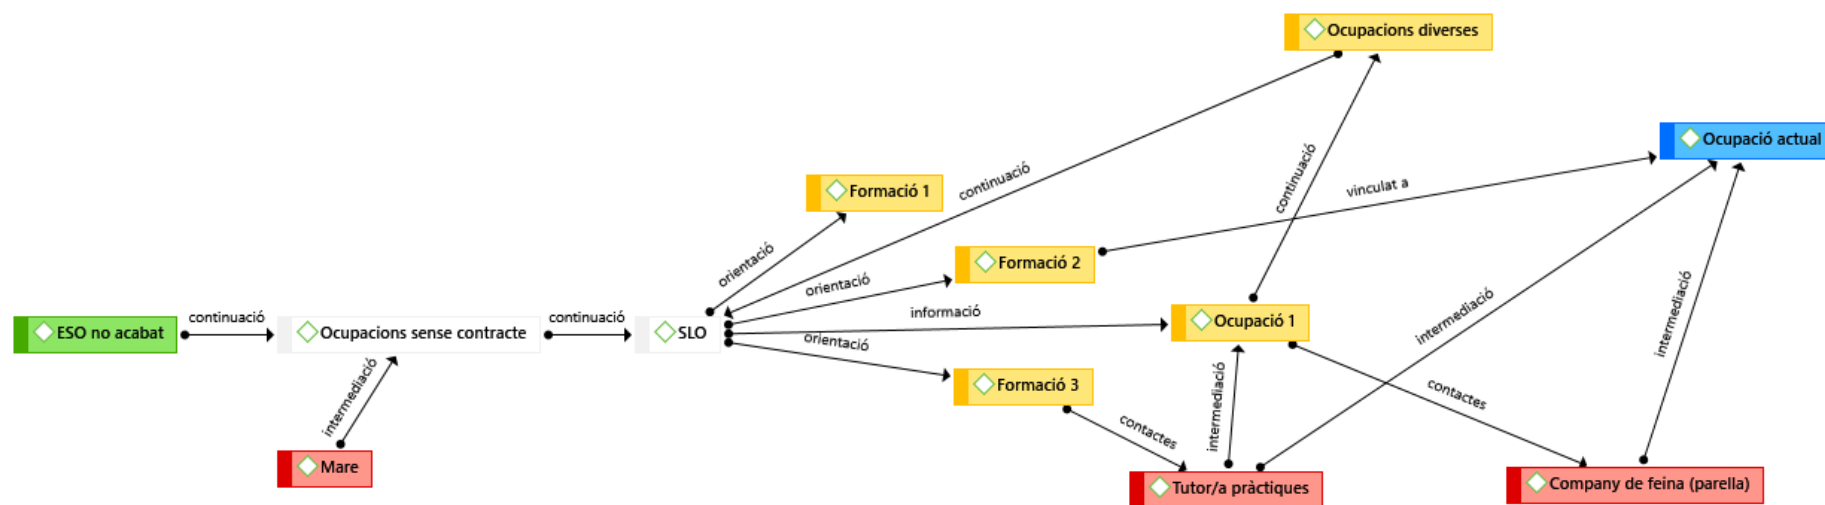 Ocupacions diverses
Ocupació actual
continuació
continuació
vinculat a
Formació 1
orientació
Formació 2
orientació
informació
ESO no acabat
continuació
Ocupacions sense contracte
continuació
SLO
Ocupació 1
orientació
intermediació
intermediació
Formació 3
intermediació
contactes
intermediació
contactes
Mare
Tutor/a pràctiques
Company de feina (parella)